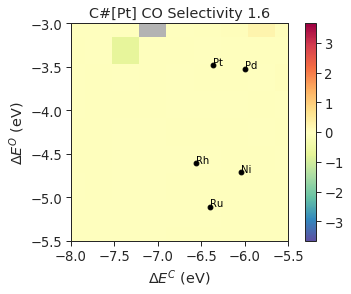 C#[Pt] CO Selectivity 1.6
ΔE^O (eV)
−3.0
−3.5
−4.0
−4.5
−5.0
−5.5
Pt
Pd
Rh
Ni
Ru
−8.0 −7.5 −7.0 −6.5 −6.0 −5.5
ΔE^C (eV)
3
2
1
0
−1
−2
−3